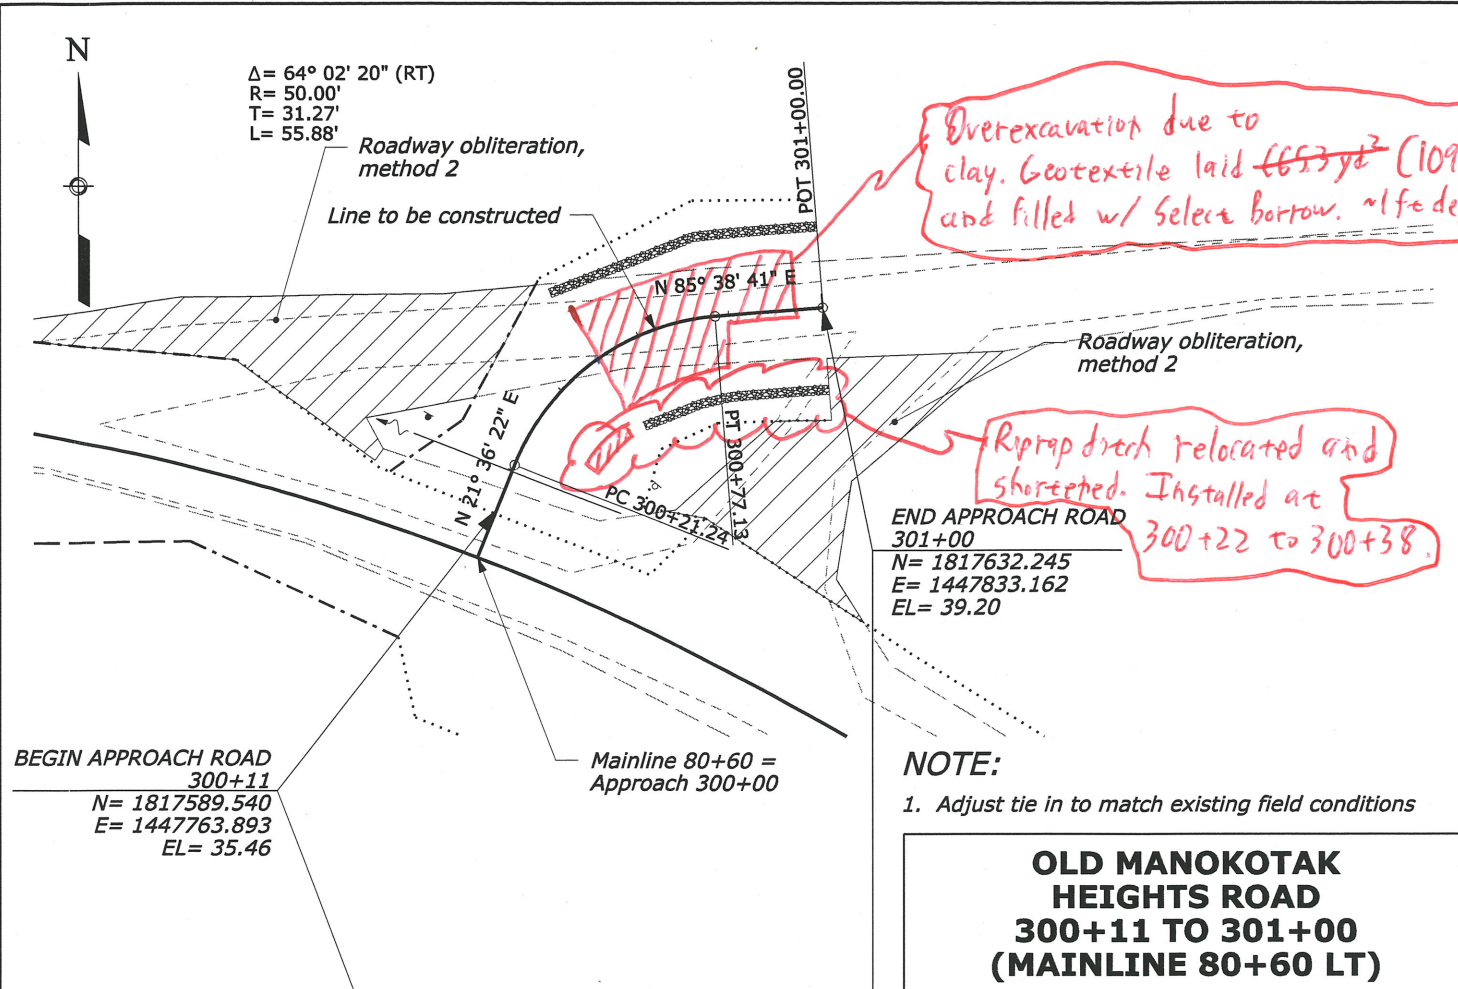 N
Δ= 64° 02' 20" (RT)
R= 50.00'
T= 31.27'
L= 55.88'
Roadway obliteration,
method 2
Line to be constructed
POT 301+00.00
Overexcavation due to
clay. Geotextile laid 665.3 yd² (109
and filled w/ Select borrow. ~1ft de
N 85° 38' 41" E
Roadway obliteration,
method 2
N 21° 36' 22" E
PC 300+21.24
PT 300+77.13
Riprap ditch relocated and
shortened. Installed at
300+22 to 300+38.
END APPROACH ROAD
301+00
N= 1817632.245
E= 1447833.162
EL= 39.20
BEGIN APPROACH ROAD
300+11
N= 1817589.540
E= 1447763.893
EL= 35.46
Mainline 80+60 =
Approach 300+00
NOTE:
1. Adjust tie in to match existing field conditions
OLD MANOKOTAK
HEIGHTS ROAD
300+11 TO 301+00
(MAINLINE 80+60 LT)